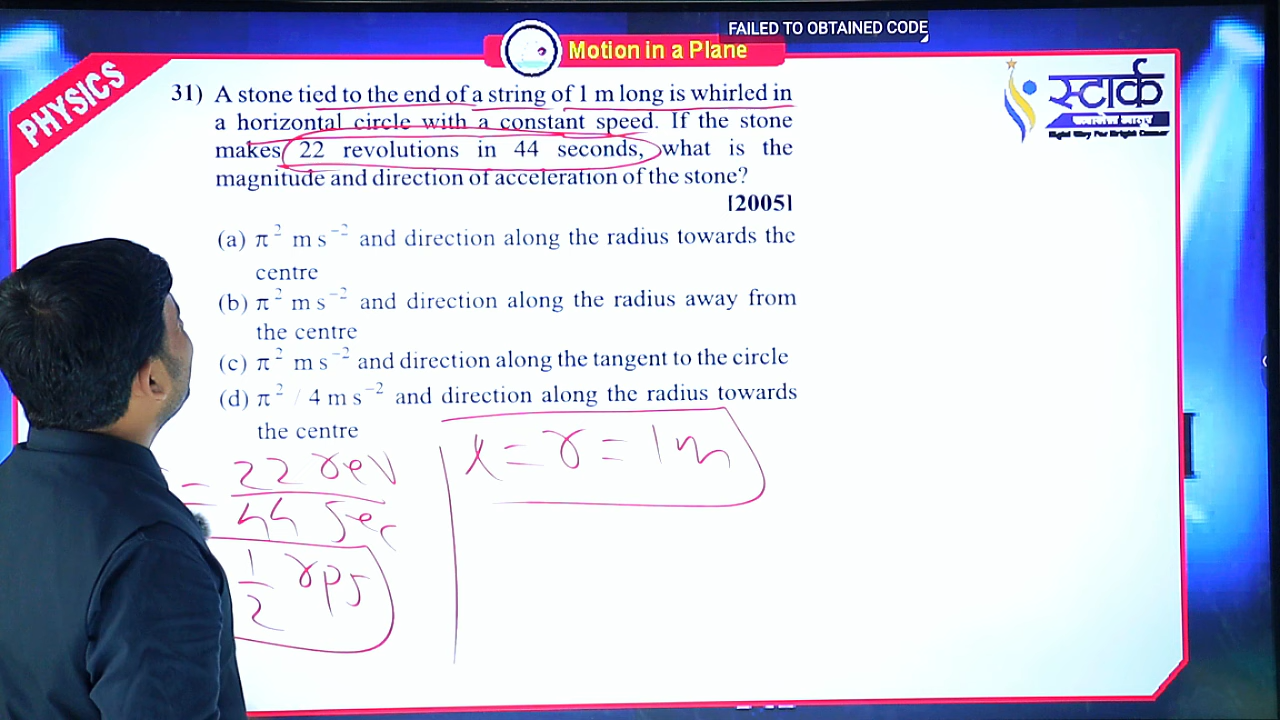 FAILED TO OBTAINED CODE
Motion in a Plane
PHYSICS
स्टार्क
31) A stone tied to the end of a string of 1 m long is whirled in
a horizontal circle with a constant speed. If the stone
makes 22 revolutions in 44 seconds, what is the
magnitude and direction of acceleration of the stone?
[2005]
(a) π² m s⁻² and direction along the radius towards the
centre
(b) π² m s⁻² and direction along the radius away from
the centre
(c) π² m s⁻² and direction along the tangent to the circle
(d) π² / 4 m s⁻² and direction along the radius towards
the centre
l = r = 1m
= 22 rev
44 Sec
1
2 rps